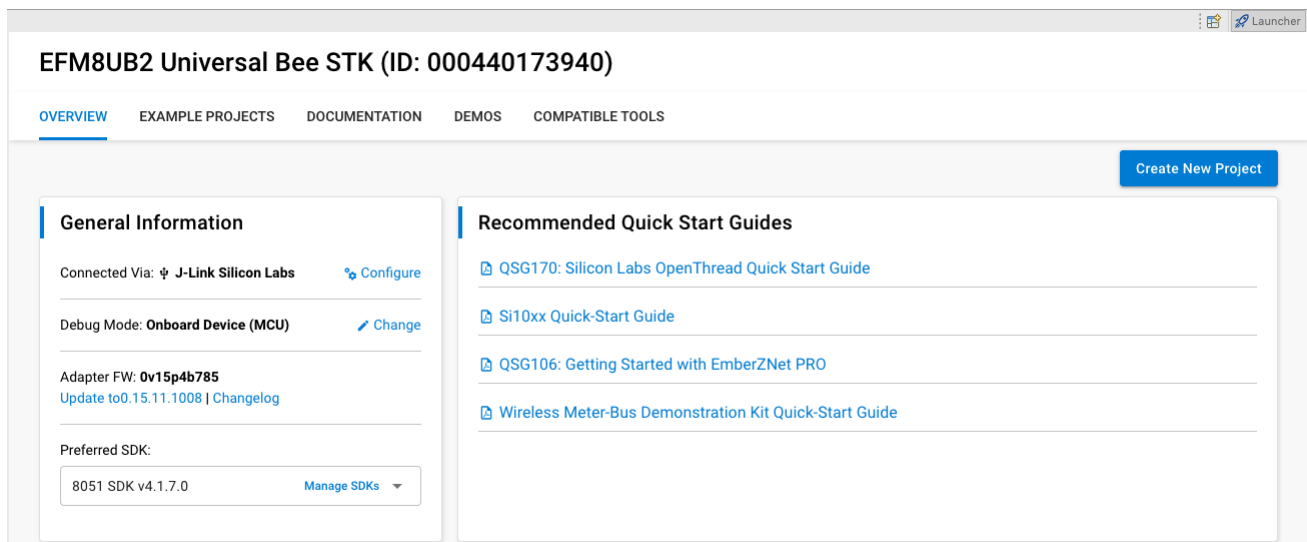 Launcher
EFM8UB2 Universal Bee STK (ID: 000440173940)
OVERVIEW EXAMPLE PROJECTS DOCUMENTATION DEMOS COMPATIBLE TOOLS
Create New Project
General Information
Connected Via: J-Link Silicon Labs Configure
Debug Mode: Onboard Device (MCU) Change
Adapter FW: 0v15p4b785
Update to0.15.11.1008 | Changelog
Preferred SDK:
8051 SDK v4.1.7.0 Manage SDKs
Recommended Quick Start Guides
QSG170: Silicon Labs OpenThread Quick Start Guide
Si10xx Quick-Start Guide
QSG106: Getting Started with EmberZNet PRO
Wireless Meter-Bus Demonstration Kit Quick-Start Guide